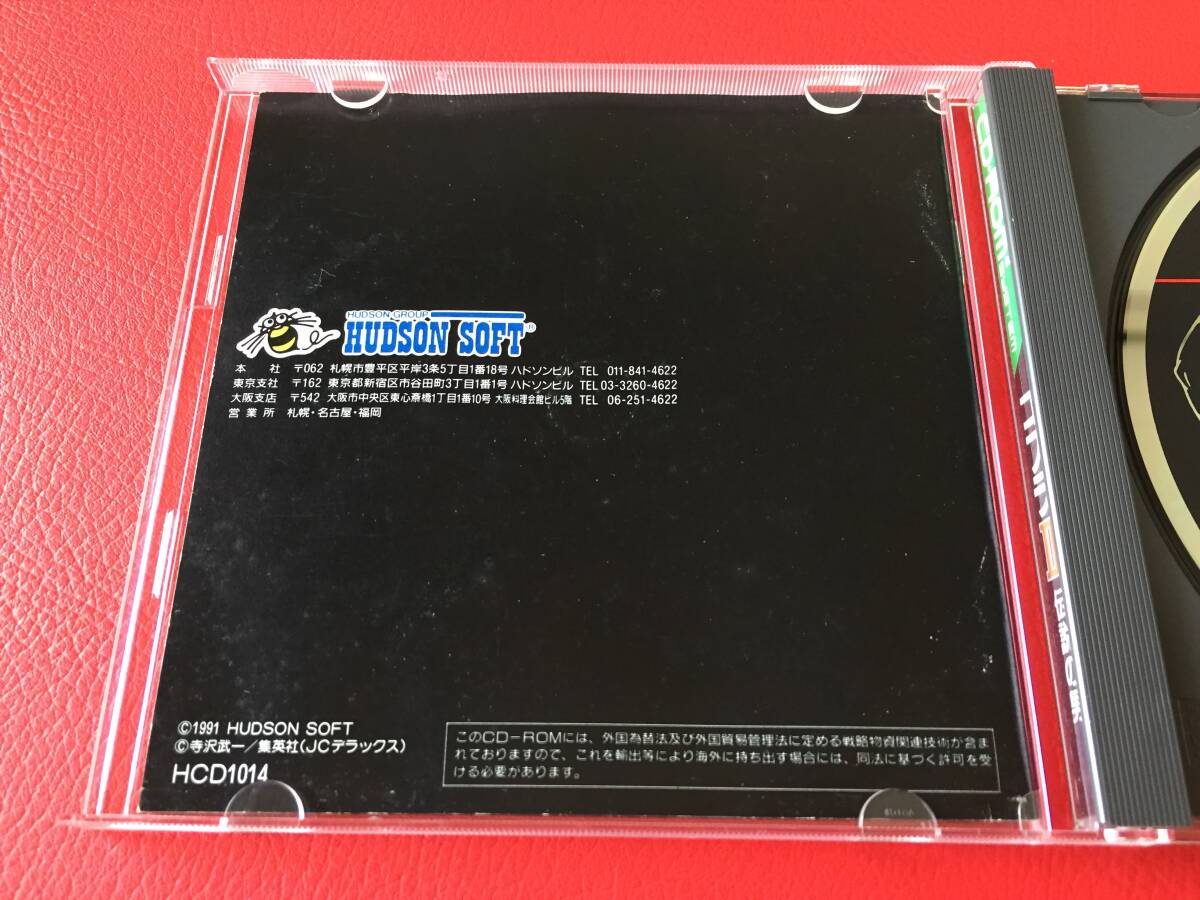 HUDSON GROUP
HUDSON SOFT®
本社 〒062 札幌市豊平区平岸3条5丁目1番18号 ハドソンビル TEL 011-841-4622
東京支社 〒162 東京都新宿区市谷田町3丁目1番1号 ハドソンビル TEL 03-3260-4622
大阪支店 〒542 大阪市中央区東心斎橋1丁目1番10号 大阪料理会館ビル5階 TEL 06-251-4622
営業所 札幌・名古屋・福岡
©1991 HUDSON SOFT
©寺沢武一／集英社(JCデラックス)
HCD1014
このCD-ROMには、外国為替法及び外国貿易管理法に定める戦略物資関連技術が含ま
れておりますので、これを輸出等により海外に持ち出す場合には、同法に基づく許可を受
ける必要があります。